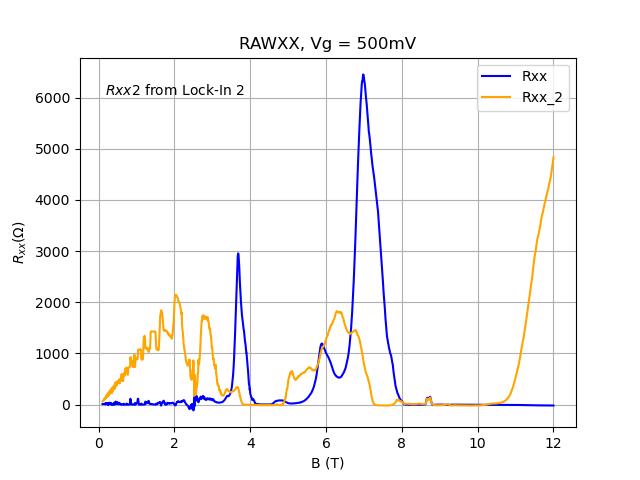 RAWXX, Vg = 500mV
Rxx2 from Lock-In 2
Rxx
Rxx_2
6000
5000
4000
3000
2000
1000
0
Rxx(Ω)
0 2 4 6 8 10 12
B (T)